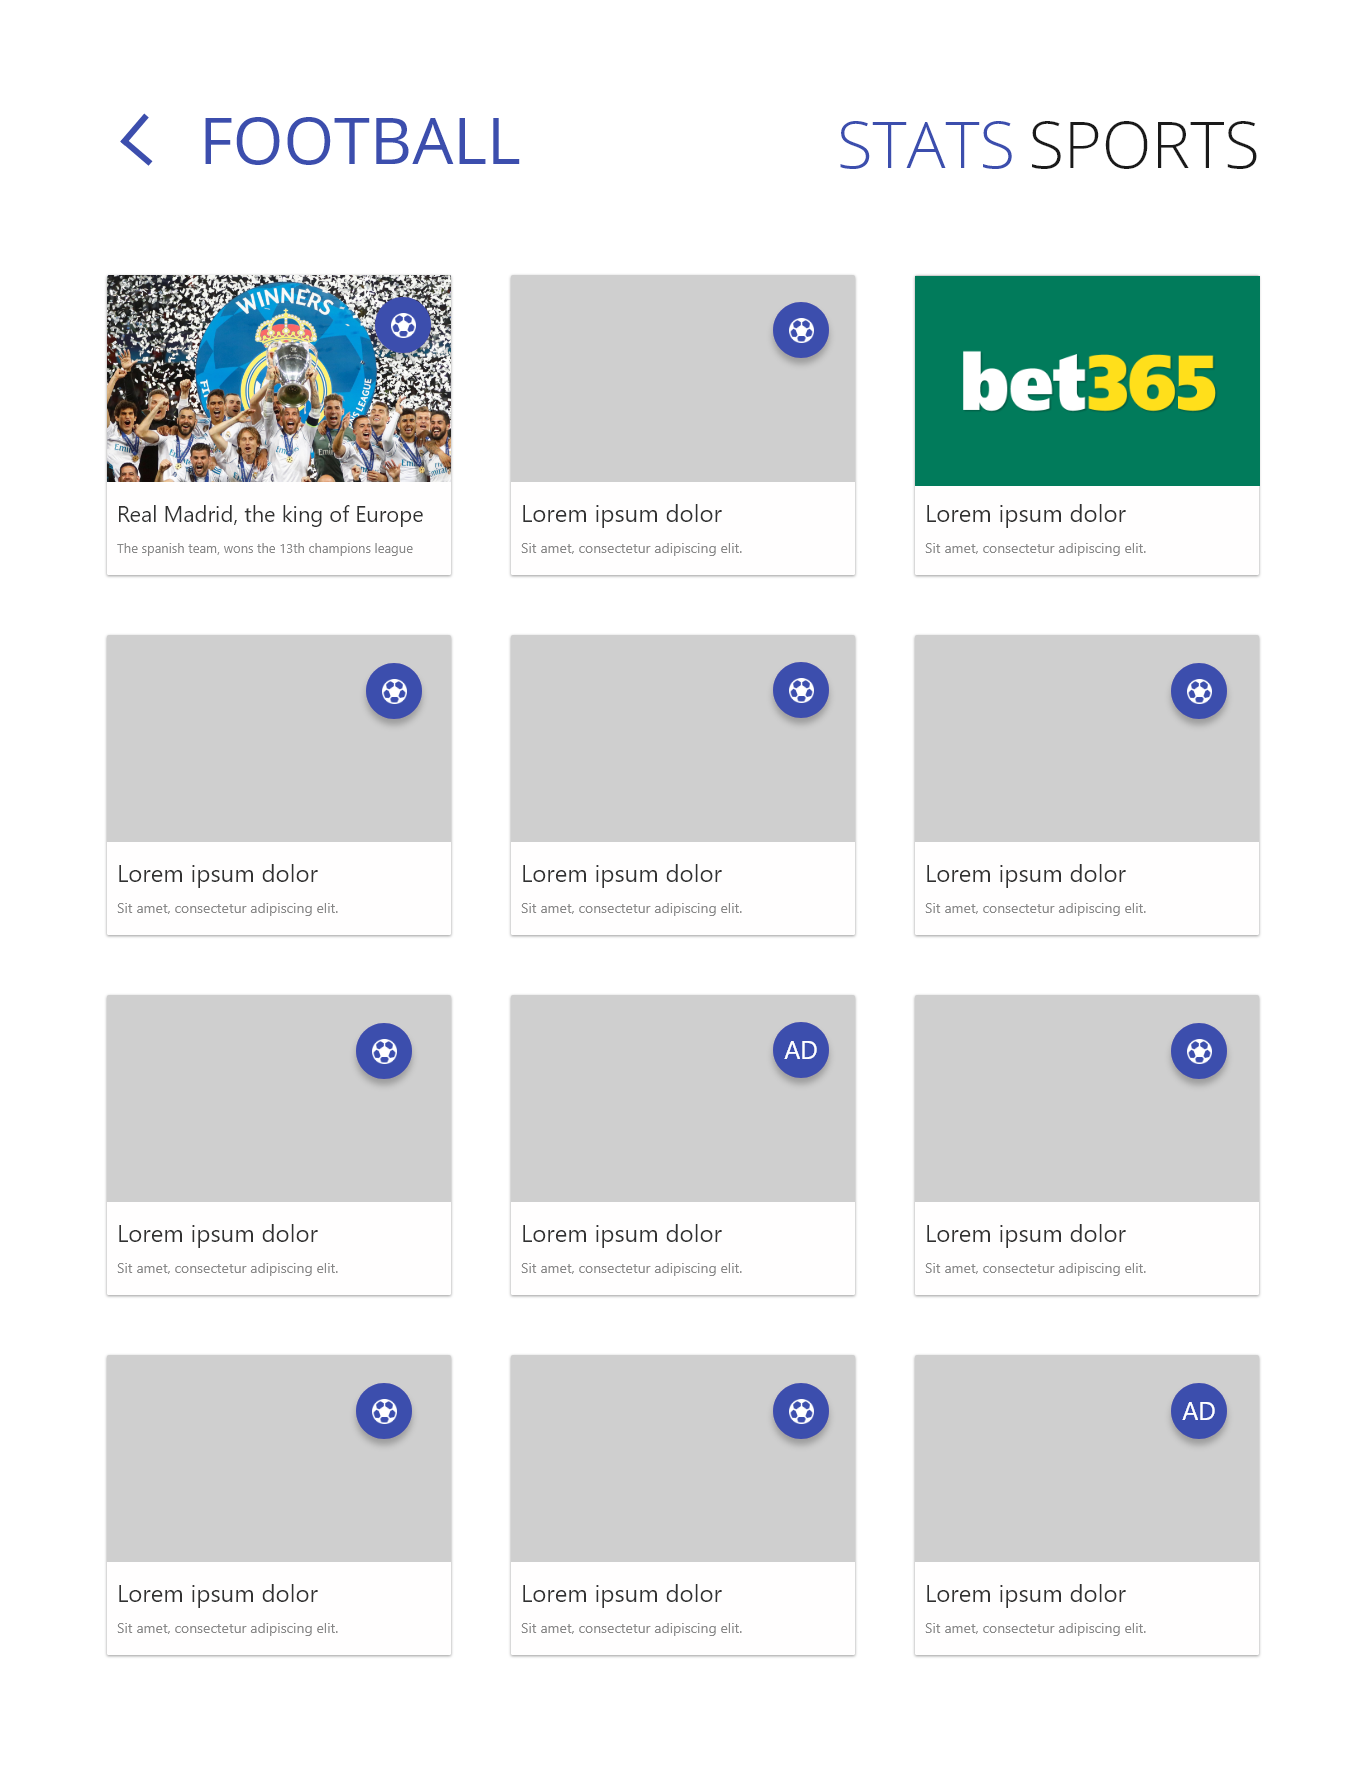 FOOTBALL
STATS SPORTS
WINNERS
Real Madrid, the king of Europe
The spanish team, wons the 13th champions league
Lorem ipsum dolor
Sit amet, consectetur adipiscing elit.
bet365
Lorem ipsum dolor
Sit amet, consectetur adipiscing elit.
Lorem ipsum dolor
Sit amet, consectetur adipiscing elit.
Lorem ipsum dolor
Sit amet, consectetur adipiscing elit.
Lorem ipsum dolor
Sit amet, consectetur adipiscing elit.
Lorem ipsum dolor
Sit amet, consectetur adipiscing elit.
AD
Lorem ipsum dolor
Sit amet, consectetur adipiscing elit.
Lorem ipsum dolor
Sit amet, consectetur adipiscing elit.
Lorem ipsum dolor
Sit amet, consectetur adipiscing elit.
Lorem ipsum dolor
Sit amet, consectetur adipiscing elit.
AD
Lorem ipsum dolor
Sit amet, consectetur adipiscing elit.